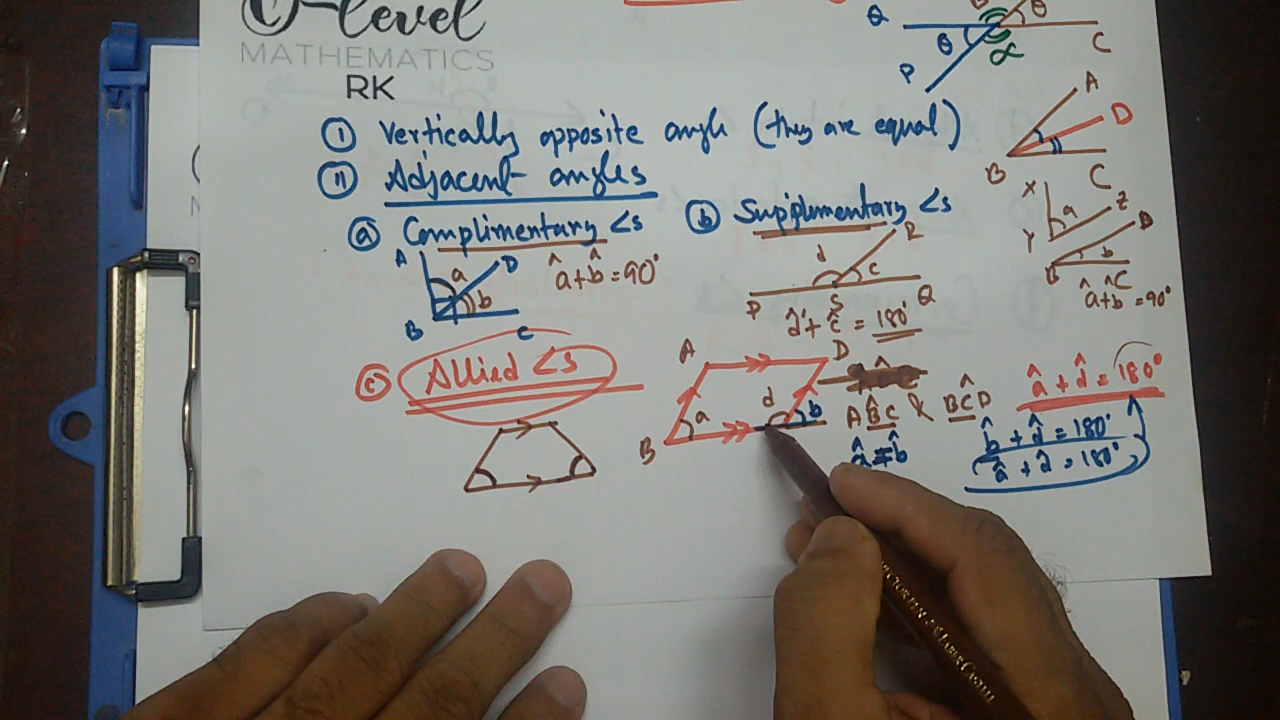 O-level
MATHEMATICS
RK
Q θ C
θ α
P
① Vertically opposite angle (they are equal)
A
D
B C
⑪ Adjacent angles
ⓐ Complimentary ∠s ⓑ Supplimentary ∠s
A D a b B C
â + b̂ = 90°
P S Q R d c
d̂ + ĉ = 180°
X Y Z a
B D C b
â + b̂ = 90°
ⓒ Allied ∠s
A D
B a d b
AB̂C & BĈD
â + d̂ = 180°
b̂ + d̂ = 180°
â + d̂ = 180°